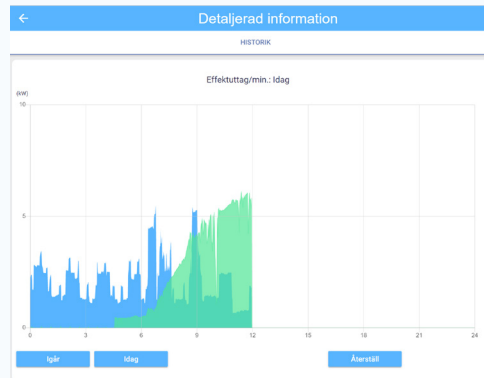 Detaljerad information
HISTORIK
Effektuttag/min.: Idag
(kW)
10
5
0
0 3 6 9 12 15 18 21 24
Igår Idag Återställ